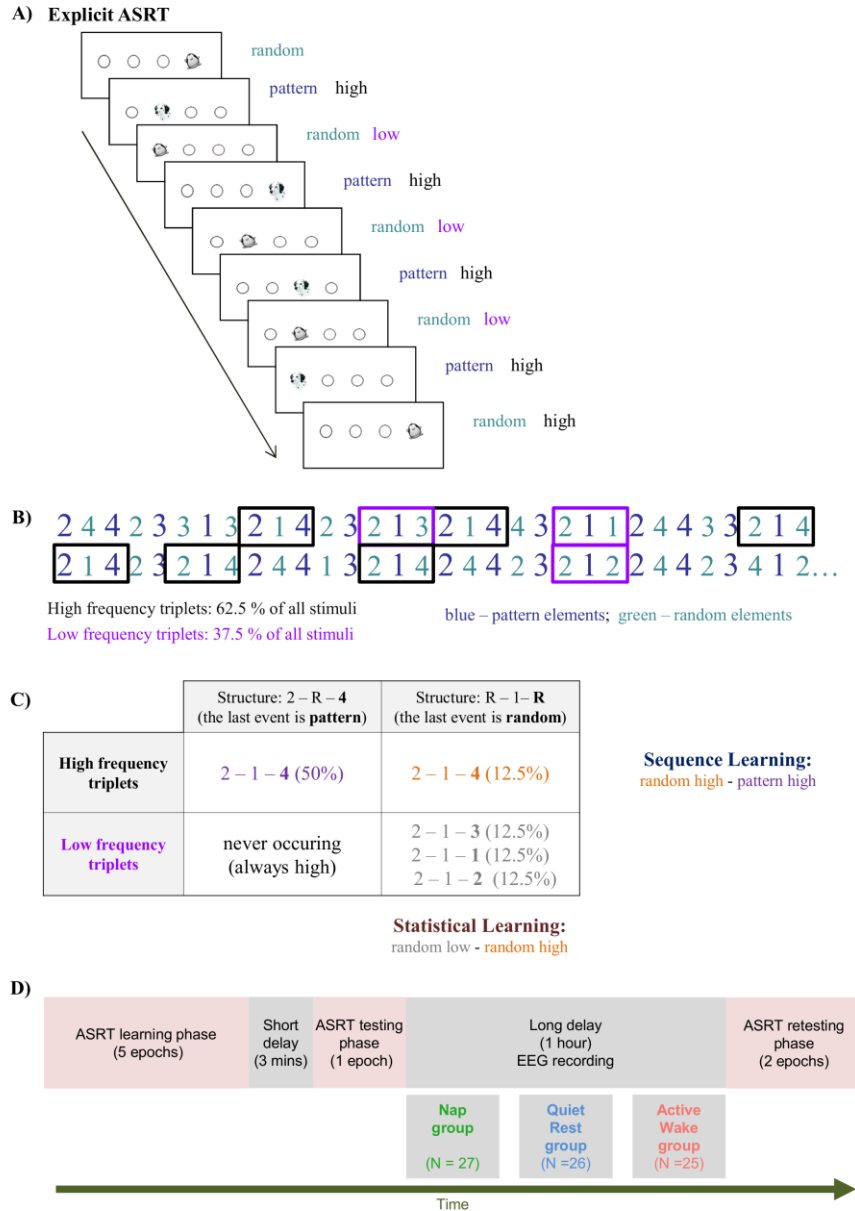 A) Explicit ASRT
random
pattern high
random low
pattern high
random low
pattern high
random low
pattern high
random high
B)
2 4 4 2 3 3 1 3 2 1 4 2 3 2 1 3 2 1 4 4 3 2 1 1 2 4 4 3 3 2 1 4
2 1 4 2 3 2 1 4 2 4 4 1 3 2 1 4 2 4 4 2 3 2 1 2 2 4 4 2 3 4 1 2…
High frequency triplets: 62.5 % of all stimuli
Low frequency triplets: 37.5 % of all stimuli
blue – pattern elements; green – random elements
C)
Structure: 2 – R – 4
(the last event is pattern)
Structure: R – 1– R
(the last event is random)
High frequency
triplets
2 – 1 – 4 (50%)
2 – 1 – 4 (12.5%)
Low frequency
triplets
never occuring
(always high)
2 – 1 – 3 (12.5%)
2 – 1 – 1 (12.5%)
2 – 1 – 2 (12.5%)
Sequence Learning:
random high - pattern high
Statistical Learning:
random low - random high
D)
ASRT learning phase
(5 epochs)
Short
delay
(3 mins)
ASRT testing
phase
(1 epoch)
Long delay
(1 hour)
EEG recording
ASRT retesting
phase
(2 epochs)
Nap
group
(N = 27)
Quiet
Rest
group
(N =26)
Active
Wake
group
(N =25)
Time